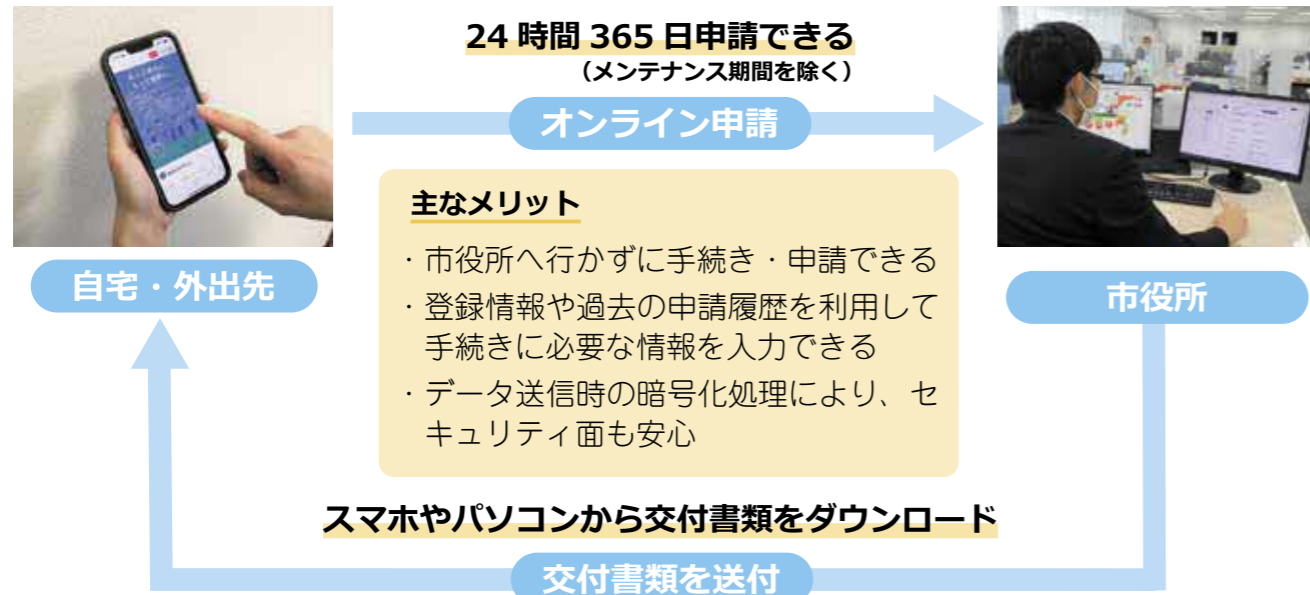 24時間365日申請できる
（メンテナンス期間を除く）
オンライン申請
主なメリット
・市役所へ行かずに手続き・申請できる
・登録情報や過去の申請履歴を利用して
手続きに必要な情報を入力できる
・データ送信時の暗号化処理により、セ
キュリティ面も安心
自宅・外出先
市役所
スマホやパソコンから交付書類をダウンロード
交付書類を送付